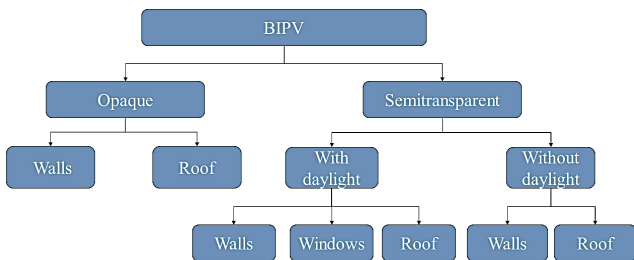 BIPV
Opaque
Semitransparent
Walls
Roof
With
daylight
Without
daylight
Walls
Windows
Roof
Walls
Roof